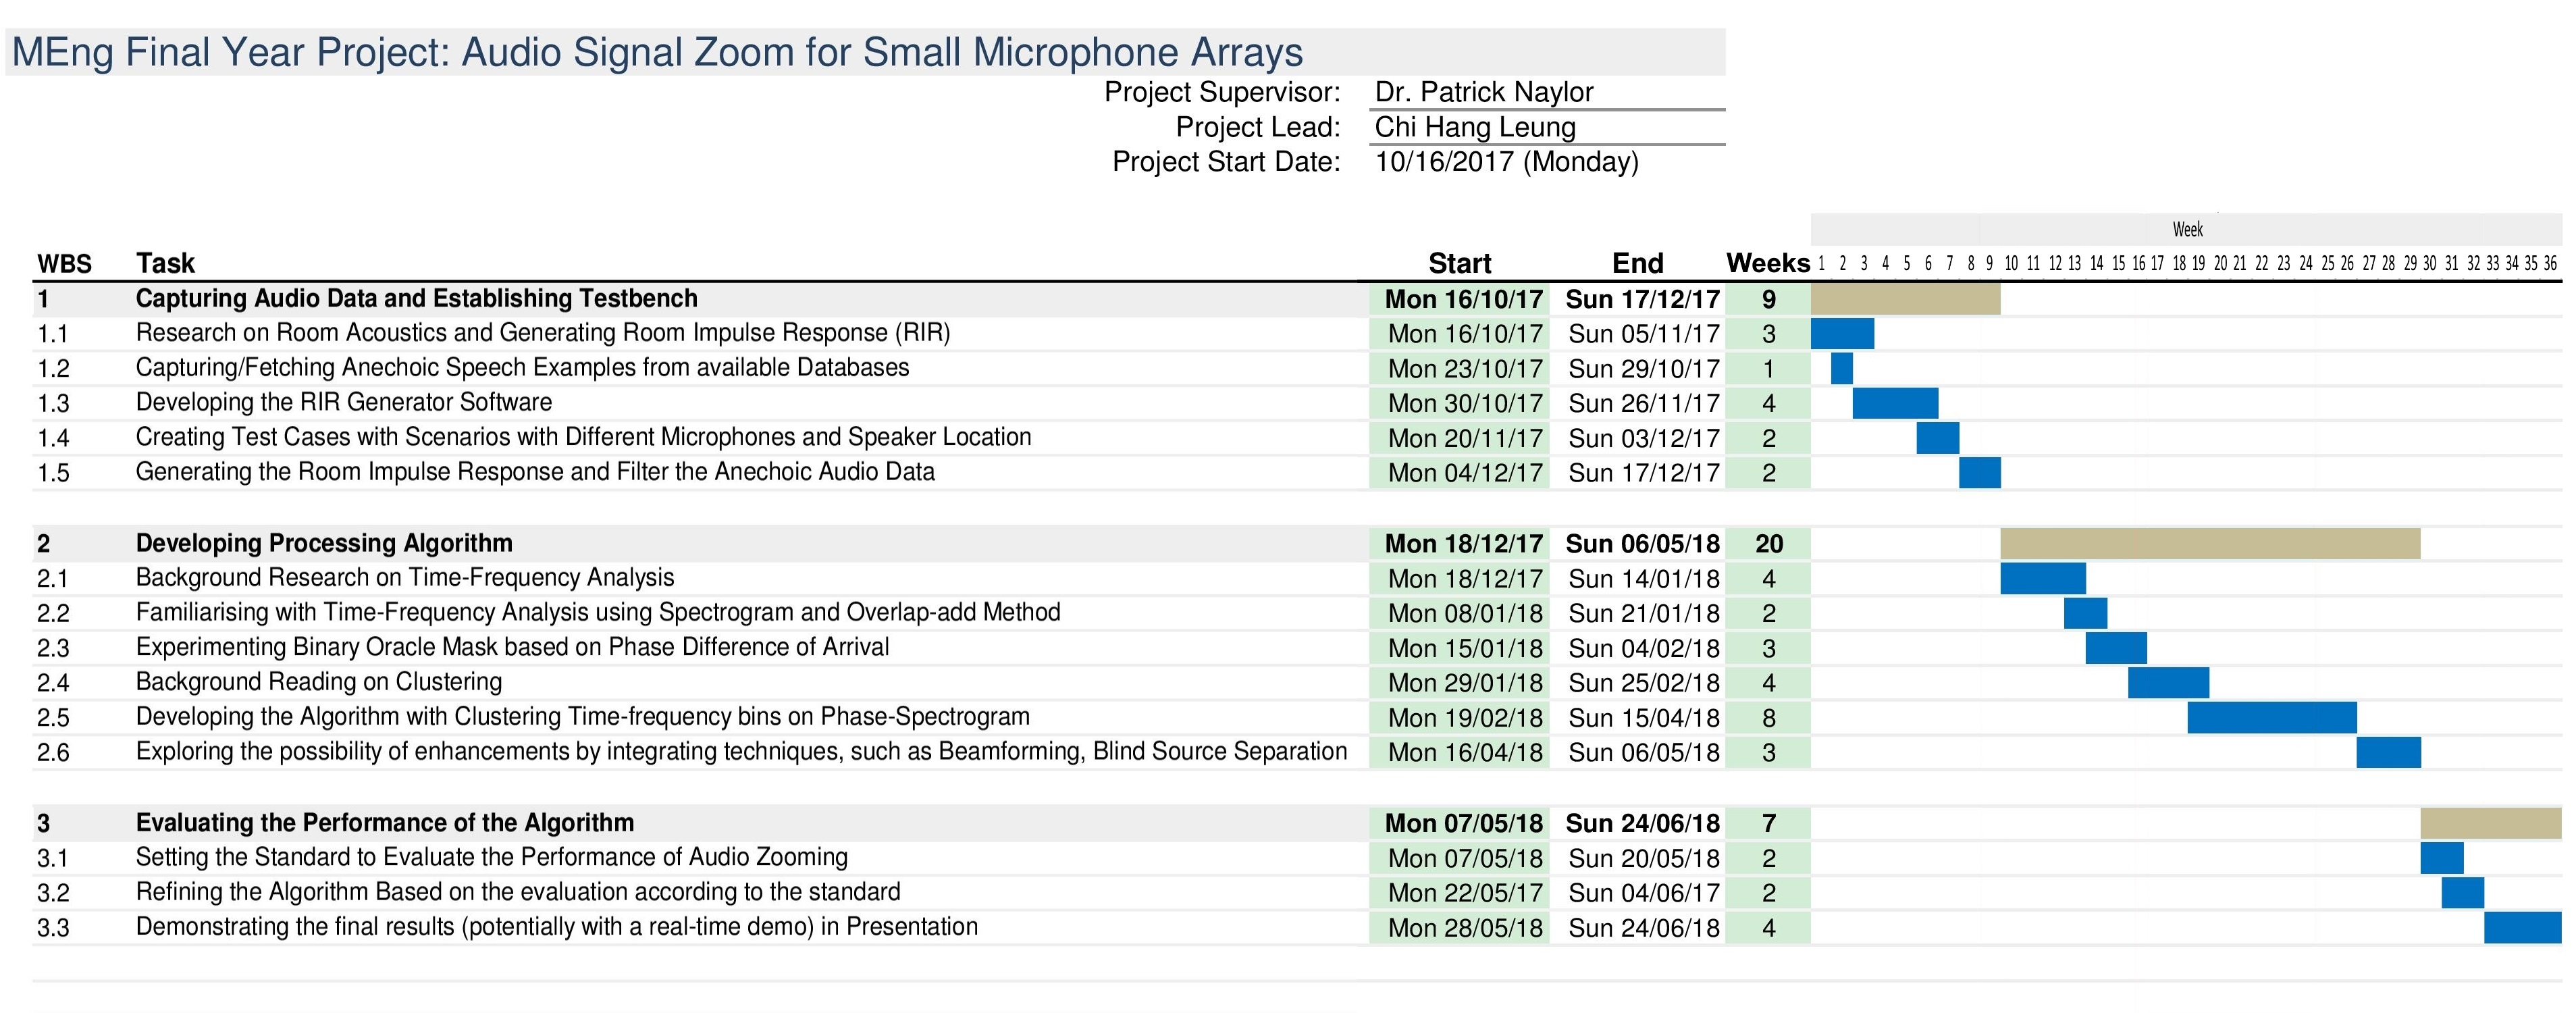 MEng Final Year Project: Audio Signal Zoom for Small Microphone Arrays
Project Supervisor: Dr. Patrick Naylor
Project Lead: Chi Hang Leung
Project Start Date: 10/16/2017 (Monday)
Week
WBS Task Start End Weeks 1 2 3 4 5 6 7 8 9 10 11 12 13 14 15 16 17 18 19 20 21 22 23 24 25 26 27 28 29 30 31 32 33 34 35 36
1 Capturing Audio Data and Establishing Testbench Mon 16/10/17 Sun 17/12/17 9
1.1 Research on Room Acoustics and Generating Room Impulse Response (RIR) Mon 16/10/17 Sun 05/11/17 3
1.2 Capturing/Fetching Anechoic Speech Examples from available Databases Mon 23/10/17 Sun 29/10/17 1
1.3 Developing the RIR Generator Software Mon 30/10/17 Sun 26/11/17 4
1.4 Creating Test Cases with Scenarios with Different Microphones and Speaker Location Mon 20/11/17 Sun 03/12/17 2
1.5 Generating the Room Impulse Response and Filter the Anechoic Audio Data Mon 04/12/17 Sun 17/12/17 2
2 Developing Processing Algorithm Mon 18/12/17 Sun 06/05/18 20
2.1 Background Research on Time-Frequency Analysis Mon 18/12/17 Sun 14/01/18 4
2.2 Familiarising with Time-Frequency Analysis using Spectrogram and Overlap-add Method Mon 08/01/18 Sun 21/01/18 2
2.3 Experimenting Binary Oracle Mask based on Phase Difference of Arrival Mon 15/01/18 Sun 04/02/18 3
2.4 Background Reading on Clustering Mon 29/01/18 Sun 25/02/18 4
2.5 Developing the Algorithm with Clustering Time-frequency bins on Phase-Spectrogram Mon 19/02/18 Sun 15/04/18 8
2.6 Exploring the possibility of enhancements by integrating techniques, such as Beamforming, Blind Source Separation Mon 16/04/18 Sun 06/05/18 3
3 Evaluating the Performance of the Algorithm Mon 07/05/18 Sun 24/06/18 7
3.1 Setting the Standard to Evaluate the Performance of Audio Zooming Mon 07/05/18 Sun 20/05/18 2
3.2 Refining the Algorithm Based on the evaluation according to the standard Mon 22/05/17 Sun 04/06/17 2
3.3 Demonstrating the final results (potentially with a real-time demo) in Presentation Mon 28/05/18 Sun 24/06/18 4